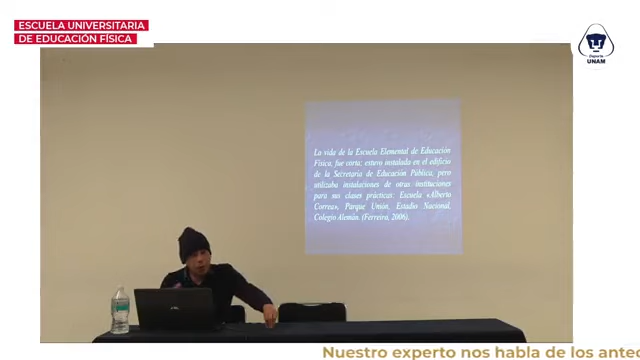 ESCUELA UNIVERSITARIA
DE EDUCACIÓN FÍSICA
Deporte
UNAM
La vida de la Escuela Elemental de Educación
Física, fue corta; estuvo instalada en el edificio
de la Secretaría de Educación Pública, pero
utilizaba instalaciones de otras instituciones
para sus clases prácticas: Escuela «Alberto
Correa», Parque Unión, Estadio Nacional,
Colegio Alemán. (Ferreira, 2006).
Nuestro experto nos habla de los antec